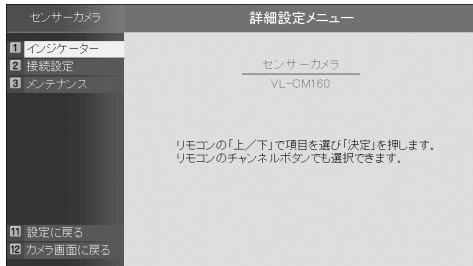 センサーカメラ
詳細設定メニュー
1 インジケーター
2 接続設定
3 メンテナンス
センサーカメラ
VL-CM160
リモコンの「上／下」で項目を選び「決定」を押します。
リモコンのチャンネルボタンでも選択できます。
11 設定に戻る
12 カメラ画面に戻る